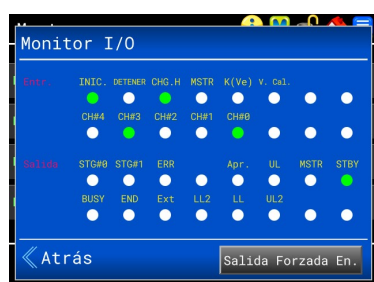 Monitor I/O
Entr. INIC. DETENER CHG.H MSTR K(Ve) V. Cal.
CH#4 CH#3 CH#2 CH#1 CH#0
Salida STG#0 STG#1 ERR Apr. UL MSTR STBY
BUSY END Ext LL2 LL UL2
Atrás Salida Forzada En.